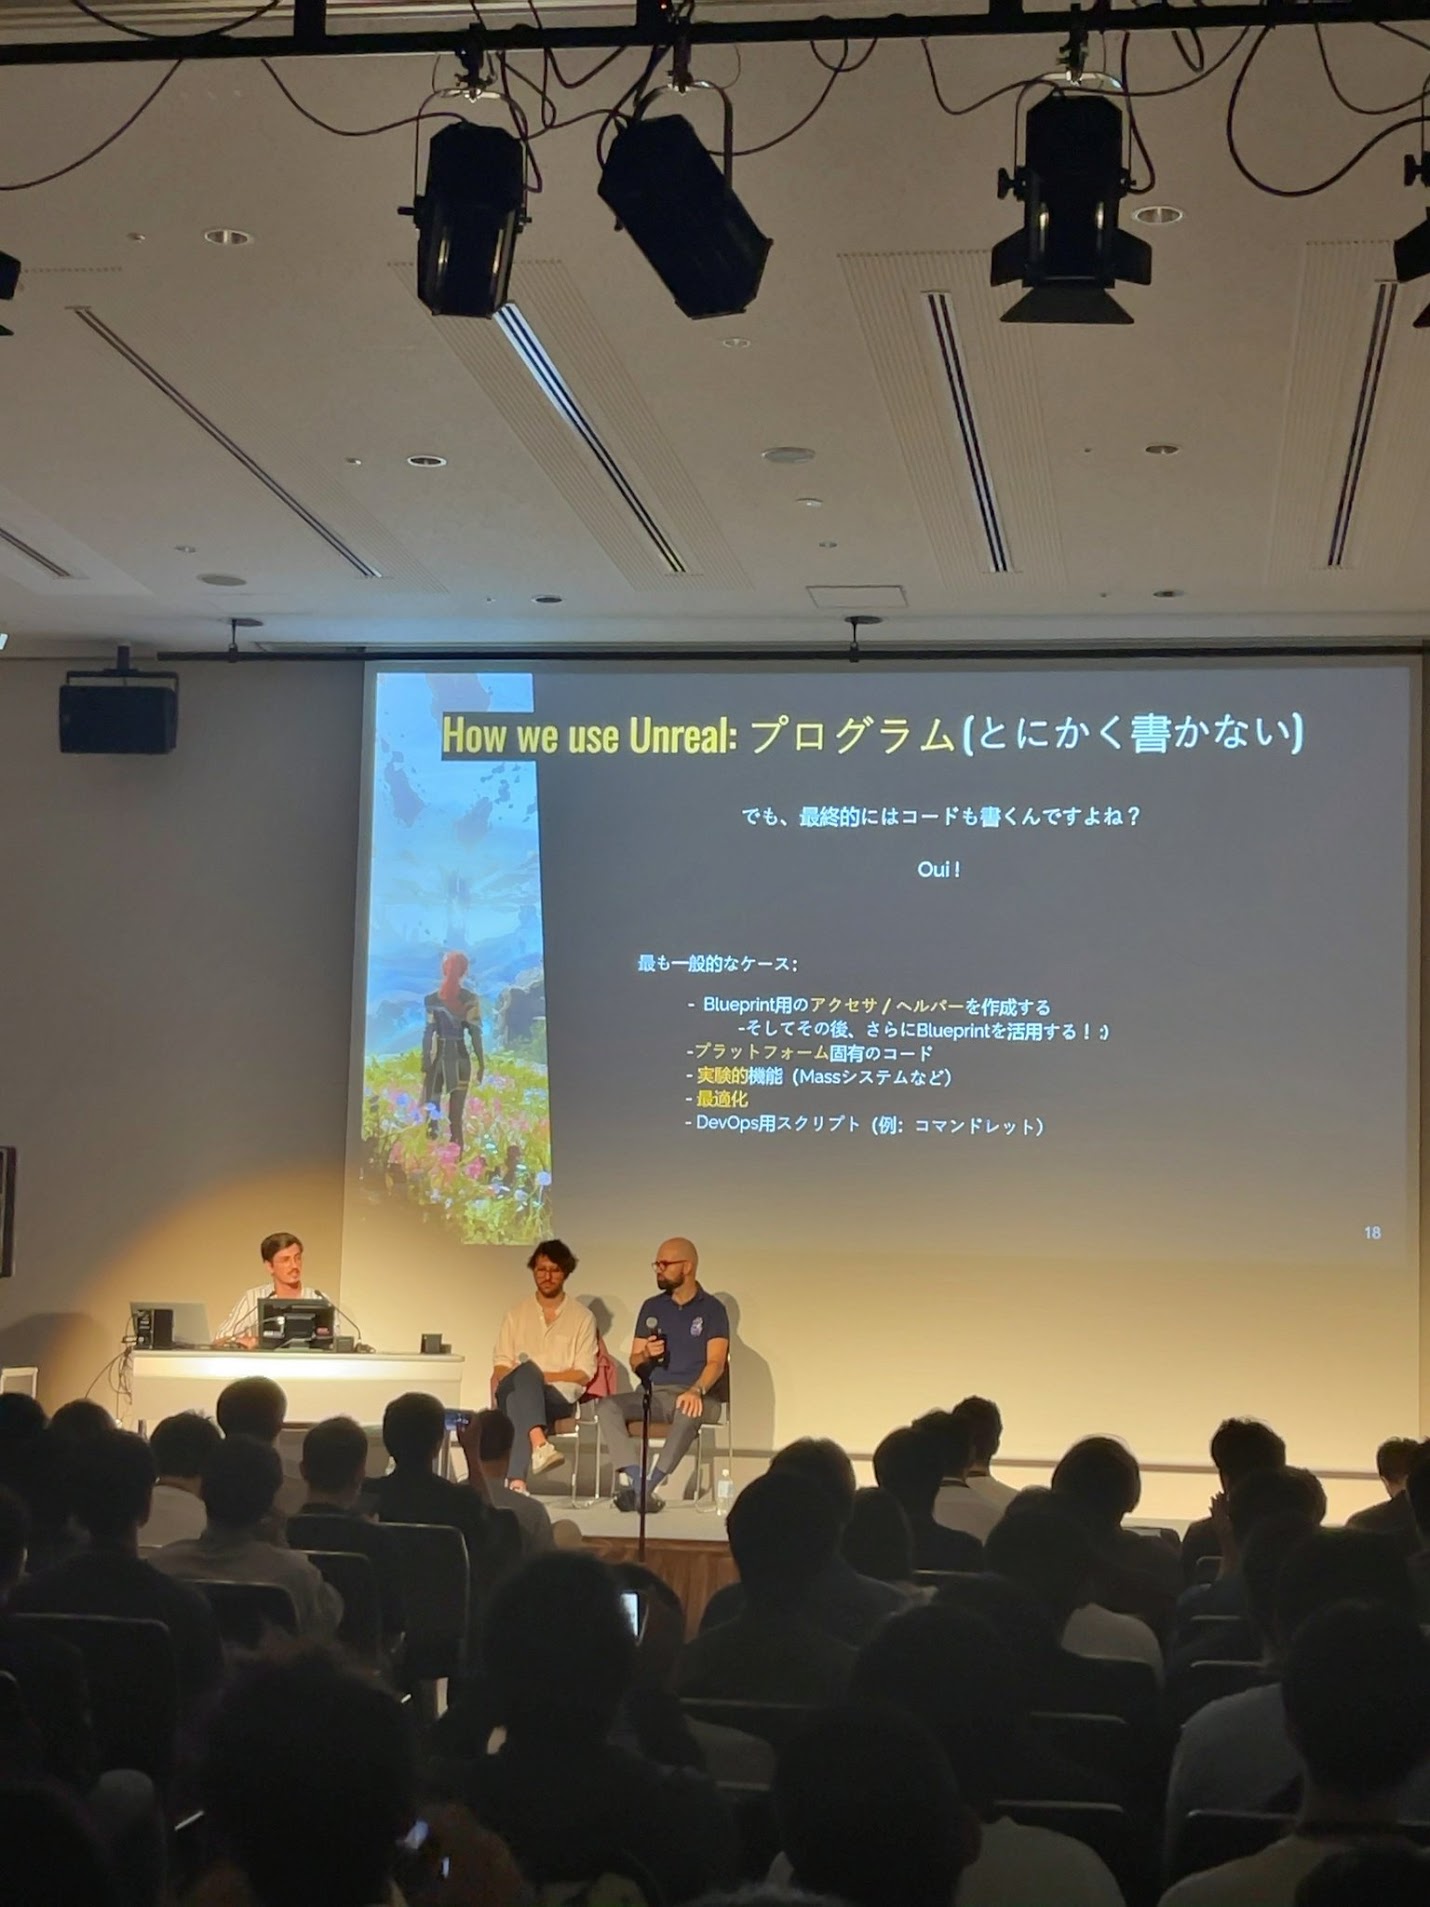 How we use Unreal: プログラム(とにかく書かない)
でも、最終的にはコードも書くんですよね？
Oui !
最も一般的なケース：
- Blueprint用のアクセサ / ヘルパーを作成する
-そしてその後、さらにBlueprintを活用する！ :)
-プラットフォーム固有のコード
- 実験的機能（Massシステムなど）
- 最適化
- DevOps用スクリプト（例：コマンドレット）
18